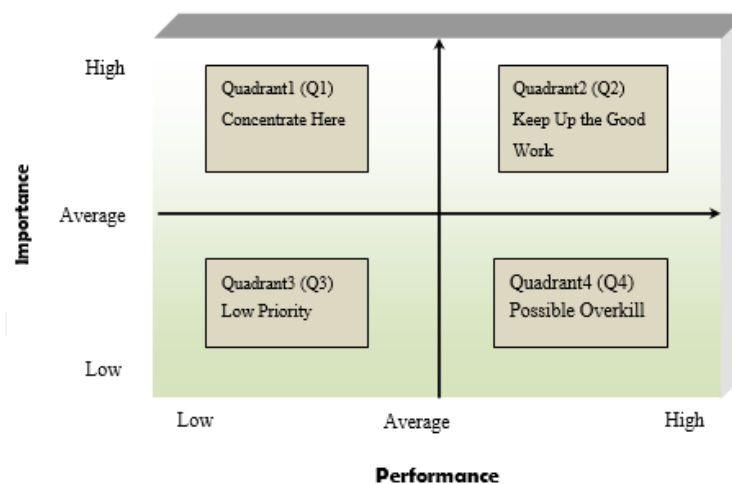 High
Quadrant1 (Q1)
Concentrate Here
Quadrant2 (Q2)
Keep Up the Good
Work
Importance
Average
Quadrant3 (Q3)
Low Priority
Quadrant4 (Q4)
Possible Overkill
Low
Low
Average
High
Performance